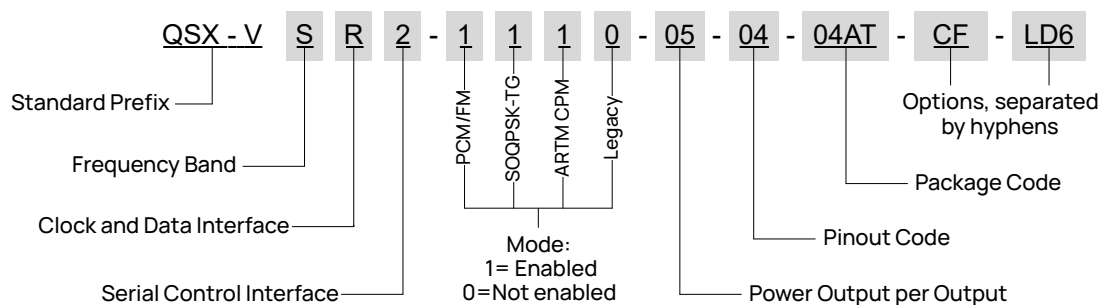 QSX - V S R 2 - 1 1 1 0 - 05 - 04 - 04AT - CF - LD6
Standard Prefix
Frequency Band
Clock and Data Interface
Serial Control Interface
PCM/FM
SOQPSK-TG
ARTM CPM
Legacy
Mode:
1= Enabled
0=Not enabled
Options, separated
by hyphens
Package Code
Pinout Code
Power Output per Output